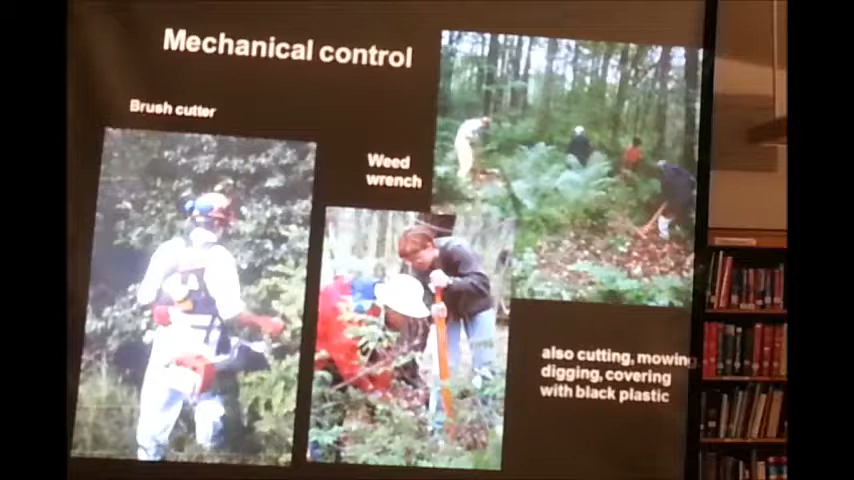 Mechanical control
Brush cutter
Weed
wrench
also cutting, mowing
digging, covering
with black plastic